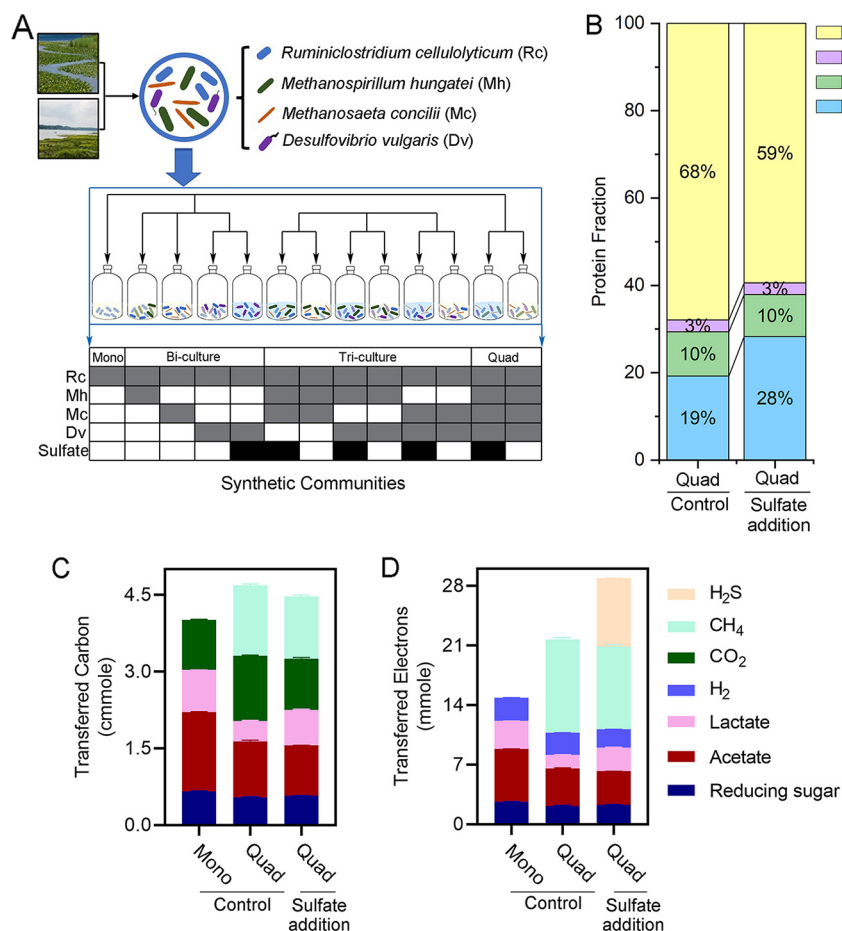 A
Ruminiclostridium cellulolyticum (Rc)
Methanospirillum hungatei (Mh)
Methanosaeta concilii (Mc)
Desulfovibrio vulgaris (Dv)
Mono Bi-culture Tri-culture Quad
Rc
Mh
Mc
Dv
Sulfate
Synthetic Communities
B
Protein Fraction
100
80
60
40
20
0
68%
3%
10%
19%
59%
3%
10%
28%
Quad Quad
Control Sulfate
addition
C
Transferred Carbon
(cmmole)
4.5
3.0
1.5
0.0
Mono Quad Quad
Control Sulfate
addition
D
Transferred Electrons
(mmole)
28
21
14
7
0
Mono Quad Quad
Control Sulfate
addition
H₂S
CH₄
CO₂
H₂
Lactate
Acetate
Reducing sugar